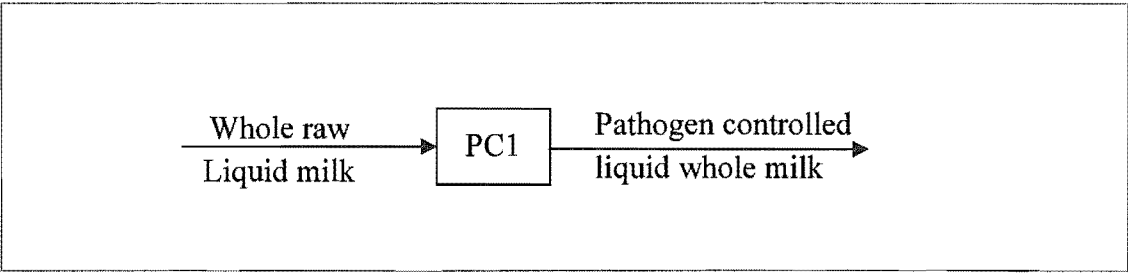 Whole raw
Liquid milk
PC1
Pathogen controlled
liquid whole milk